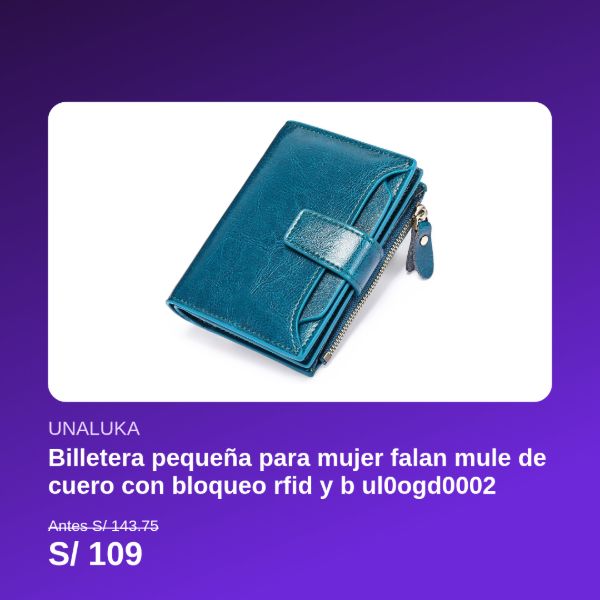 UNALUKA
Billetera pequeña para mujer falan mule de
cuero con bloqueo rfid y b ul0ogd0002
Antes S/ 143.75
S/ 109